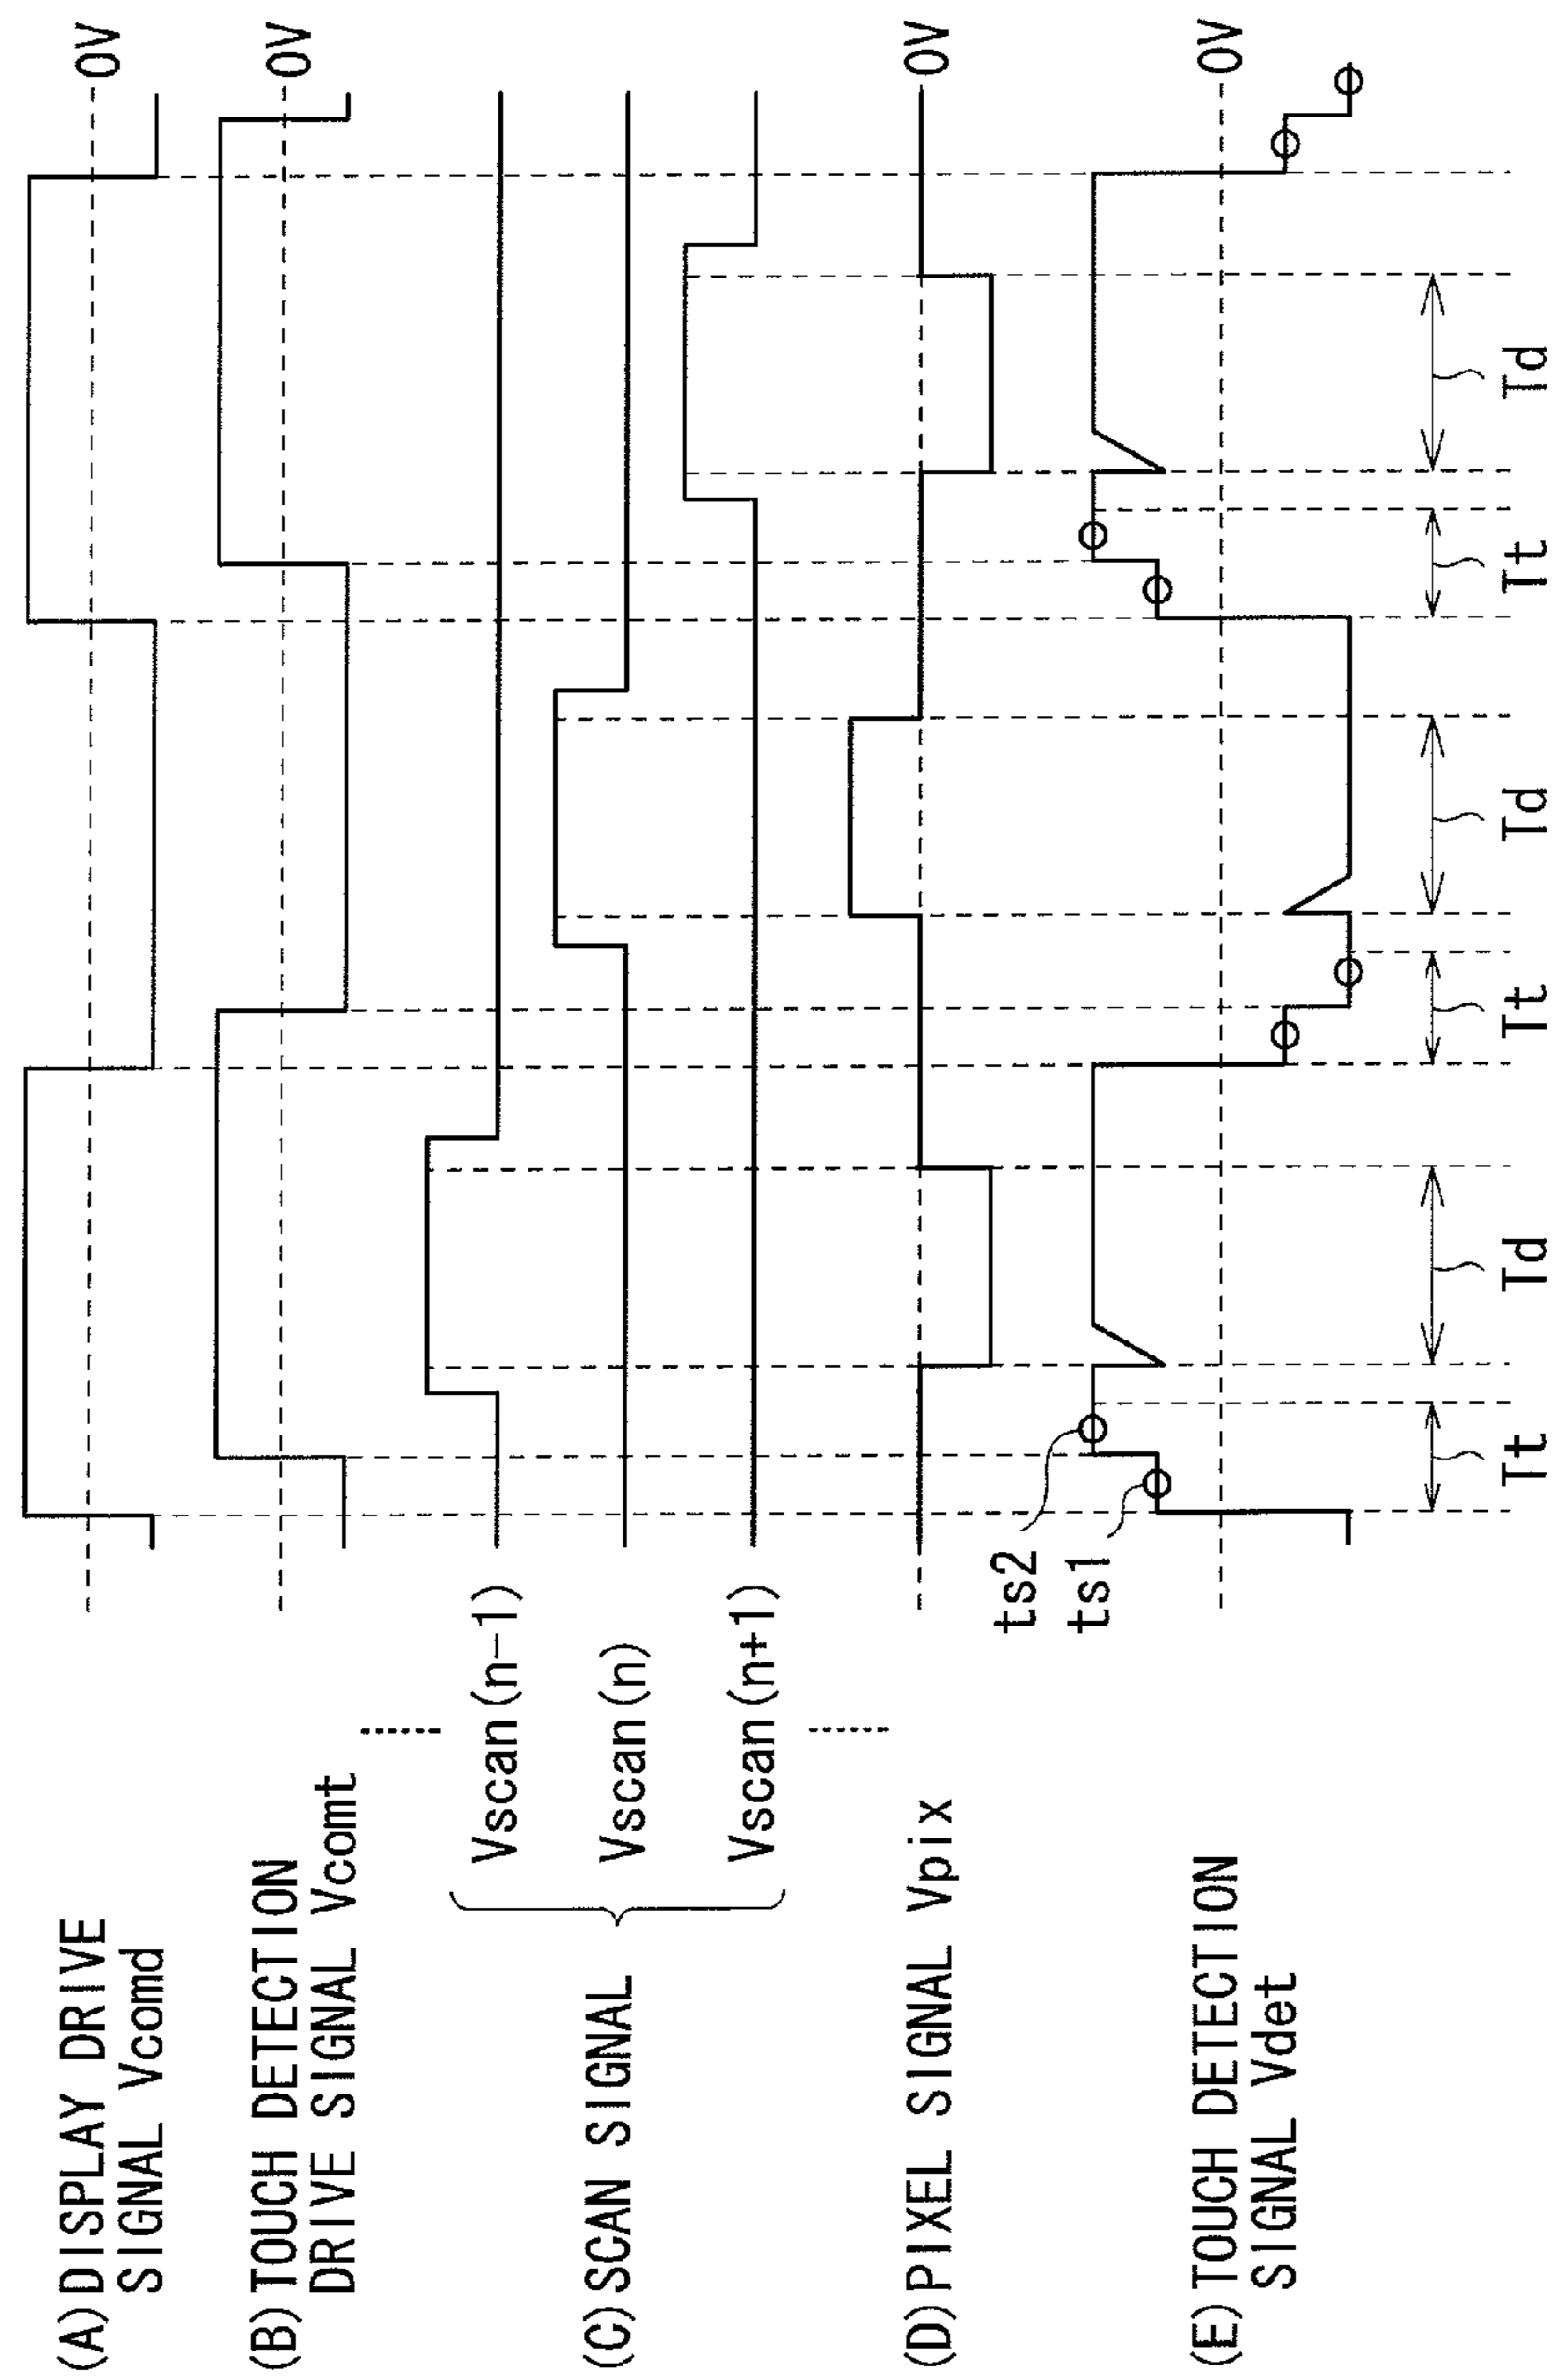 (A)DISPLAY DRIVE
SIGNAL Vcomd
0V
(B)TOUCH DETECTION
DRIVE SIGNAL Vcomt
0V
(C)SCAN SIGNAL
Vscan(n-1)
Vscan(n)
Vscan(n+1)
(D)PIXEL SIGNAL Vpix
0V
ts2
ts1
(E)TOUCH DETECTION
SIGNAL Vdet
0V
Tt Td Tt Td Tt Td